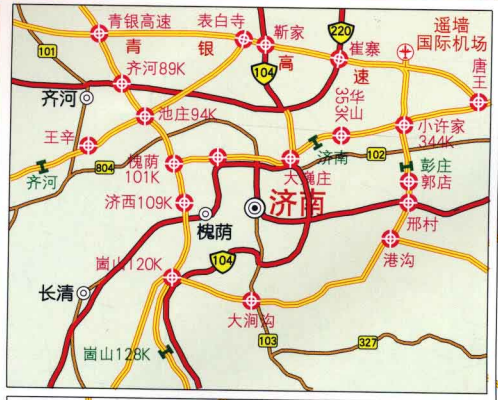 青银高速
表白寺
靳家
220
崔寨
遥墙
国际机场
101
青
银
高
速
唐王
齐河89K
104
齐河
池庄94K
华山
353K
小许家
344K
王辛
济南
102
804
槐荫
101K
大魏庄
彭庄
齐河
郭店
济西109K
济南
槐荫
邢村
港沟
崮山120K
104
长清
大涧沟
崮山128K
103
327